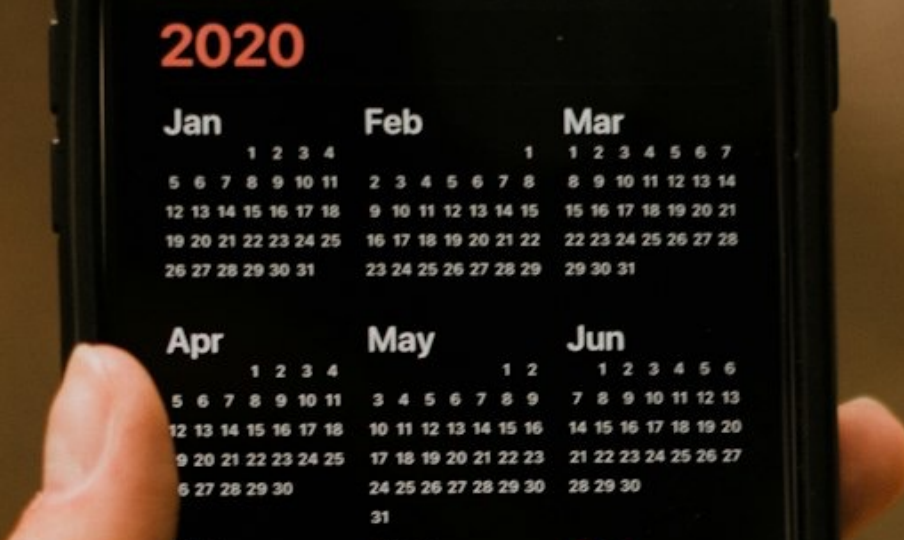 2020
Jan
1 2 3 4
5 6 7 8 9 10 11
12 13 14 15 16 17 18
19 20 21 22 23 24 25
26 27 28 29 30 31
Feb
1
2 3 4 5 6 7 8
9 10 11 12 13 14 15
16 17 18 19 20 21 22
23 24 25 26 27 28 29
Mar
1 2 3 4 5 6 7
8 9 10 11 12 13 14
15 16 17 18 19 20 21
22 23 24 25 26 27 28
29 30 31
Apr
1 2 3 4
5 6 7 8 9 10 11
12 13 14 15 16 17 18
9 20 21 22 23 24 25
6 27 28 29 30
May
1 2
3 4 5 6 7 8 9
10 11 12 13 14 15 16
17 18 19 20 21 22 23
24 25 26 27 28 29 30
31
Jun
1 2 3 4 5 6
7 8 9 10 11 12 13
14 15 16 17 18 19 20
21 22 23 24 25 26 27
28 29 30